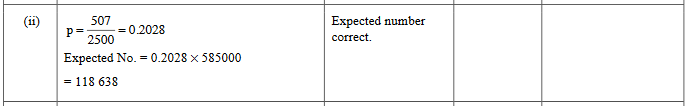 (ii)
p = 507/2500 = 0.2028
Expected No. = 0.2028 × 585000
= 118 638
Expected number
correct.